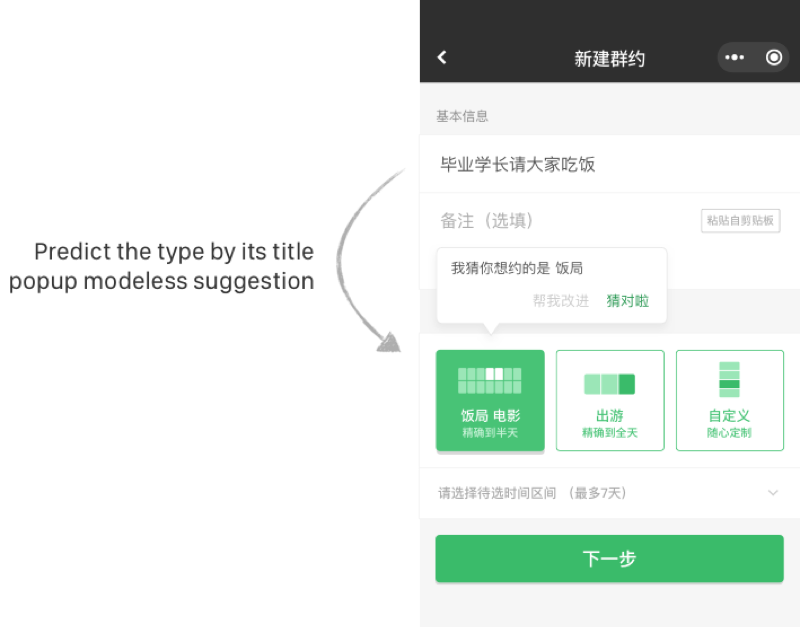 Predict the type by its title
popup modeless suggestion
新建群约
基本信息
毕业学长请大家吃饭
备注（选填）
粘贴自剪贴板
我猜你想约的是 饭局
帮我改进 猜对啦
饭局 电影
精确到半天
出游
精确到全天
自定义
随心定制
请选择待选时间区间 （最多7天）
下一步